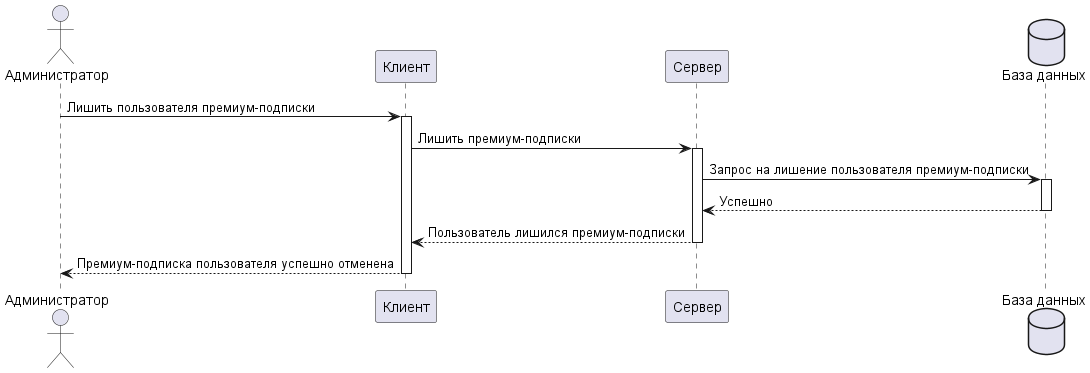 Администратор
Клиент
Сервер
База данных
Лишить пользователя премиум-подписки
Лишить премиум-подписки
Запрос на лишение пользователя премиум-подписки
Успешно
Пользователь лишился премиум-подписки
Премиум-подписка пользователя успешно отменена
Администратор
Клиент
Сервер
База данных